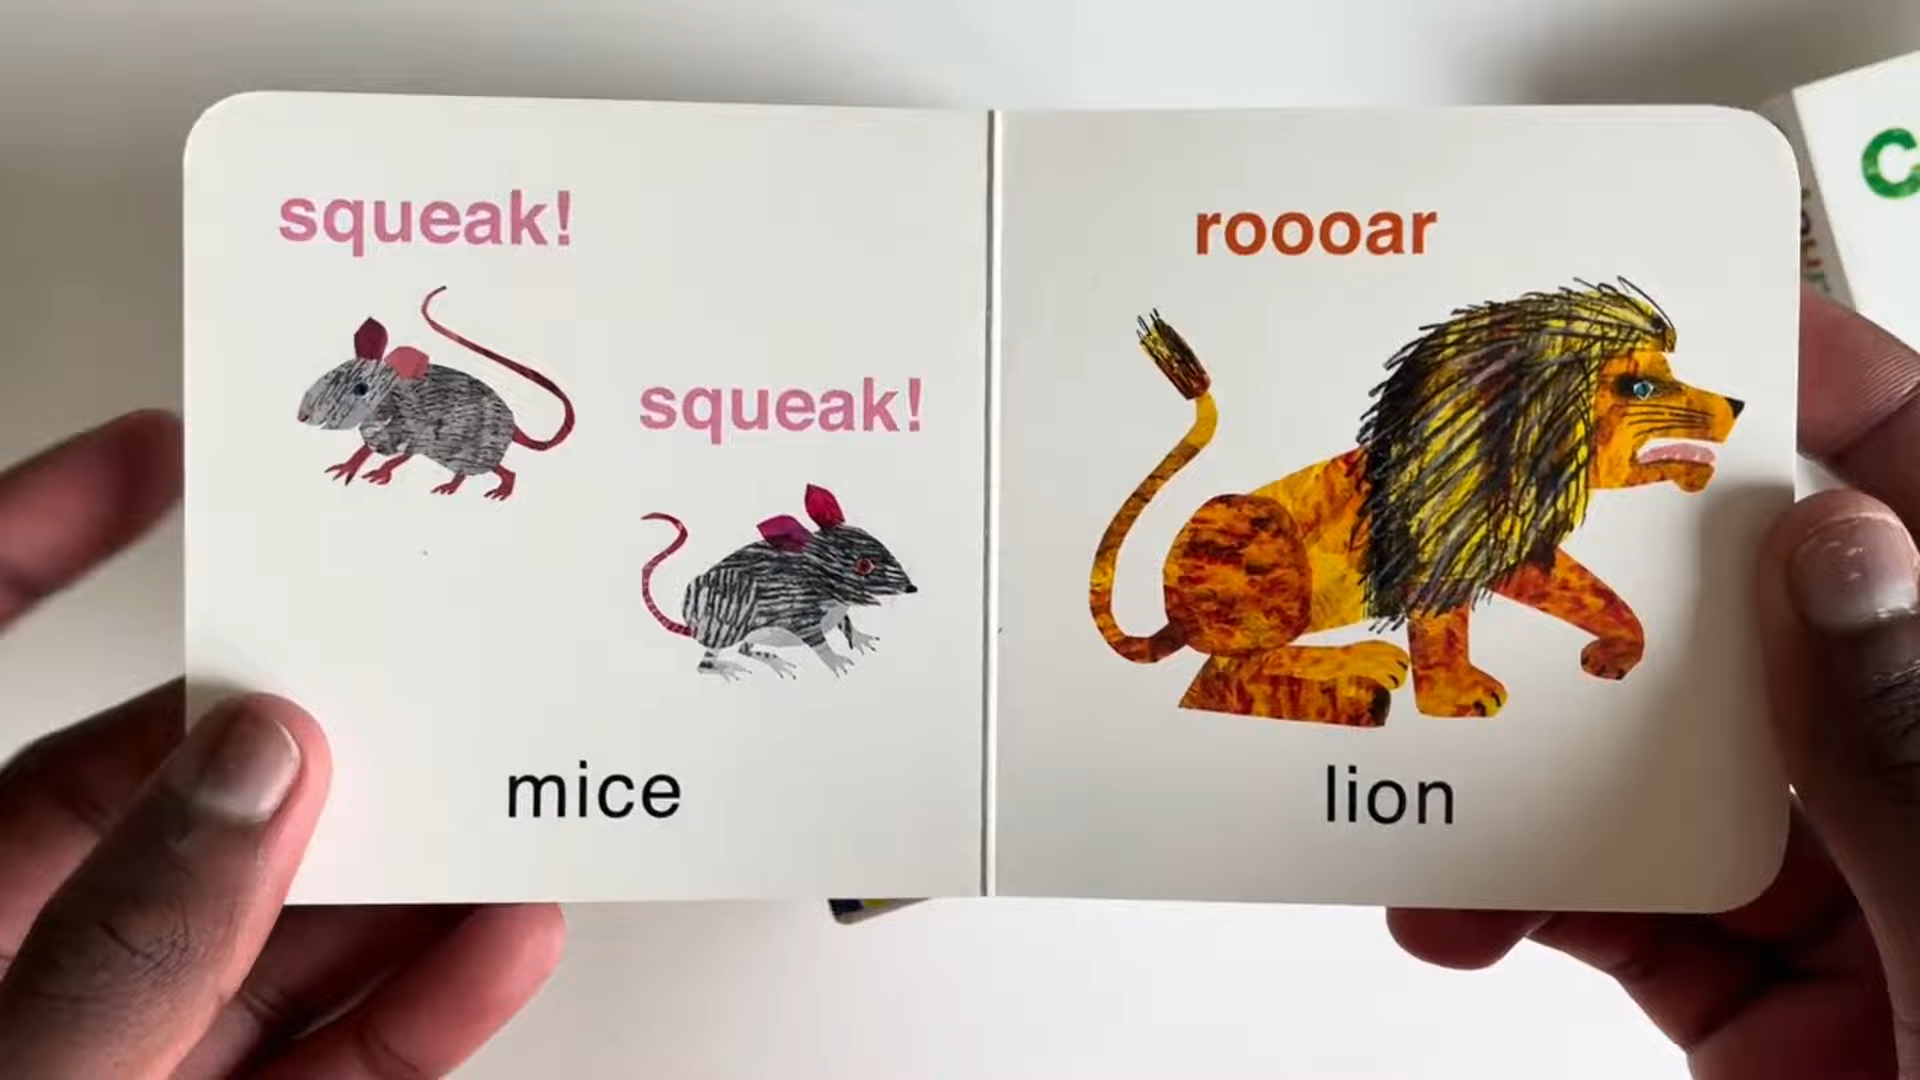 squeak!
squeak!
mice
roooar
lion
C